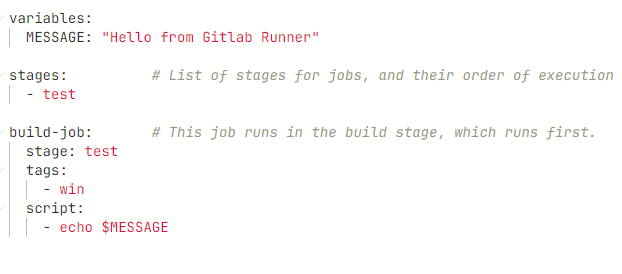 variables:
  MESSAGE: "Hello from Gitlab Runner"
stages:          # List of stages for jobs, and their order of execution
  - test
build-job:       # This job runs in the build stage, which runs first.
  stage: test
  tags:
    - win
  script:
    - echo $MESSAGE